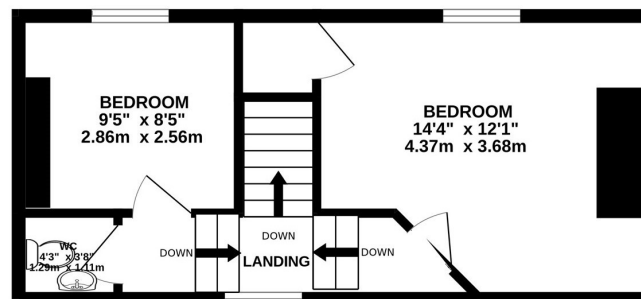 BEDROOM
9'5" x 8'5"
2.86m x 2.56m
BEDROOM
14'4" x 12'1"
4.37m x 3.68m
WC
4'3" x 3'8"
1.29m x 1.11m
DOWN
DOWN
DOWN
LANDING